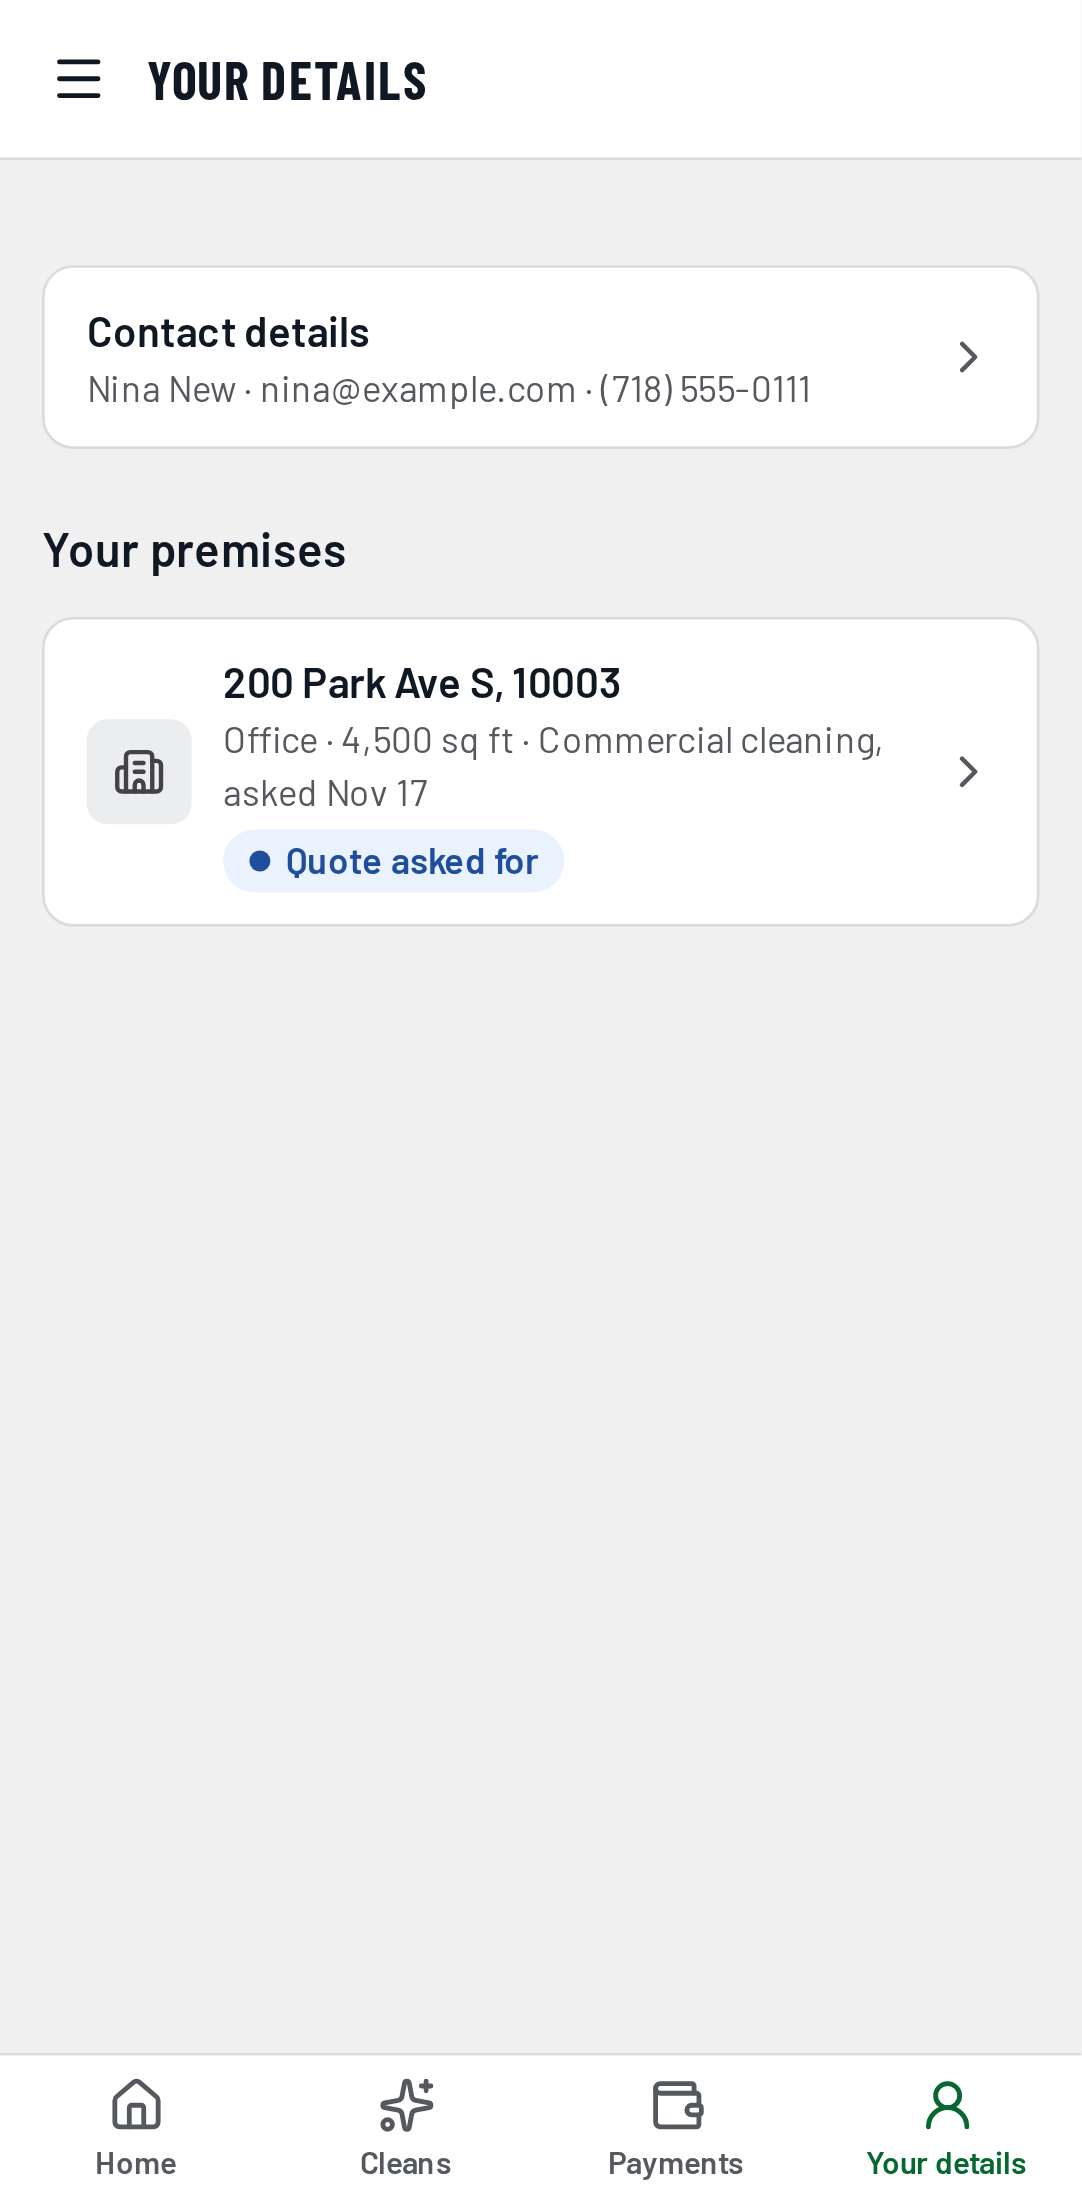 YOUR DETAILS
Contact details
Nina New · nina@example.com · (718) 555-0111
Your premises
200 Park Ave S, 10003
Office · 4,500 sq ft · Commercial cleaning,
asked Nov 17
Quote asked for
Home
Cleans
Payments
Your details